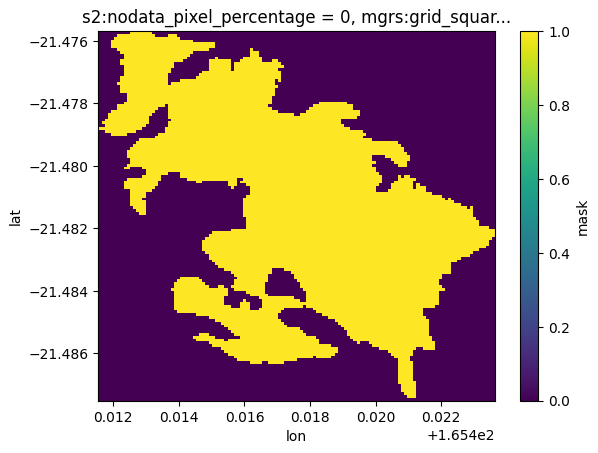 s2:nodata_pixel_percentage = 0, mgrs:grid_squar...
−21.476
−21.478
−21.480
−21.482
−21.484
−21.486
lat
0.012 0.014 0.016 0.018 0.020 0.022
lon
+1.654e2
1.0
0.8
0.6
0.4
0.2
0.0
mask